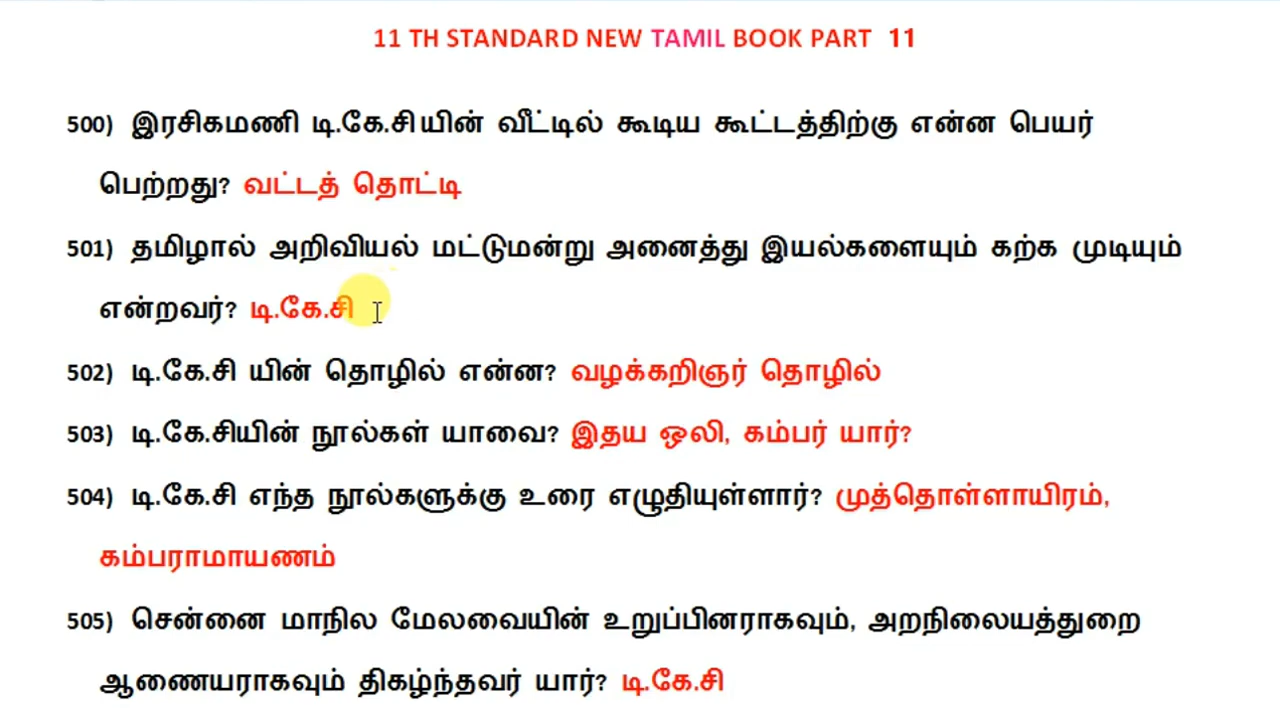 11 TH STANDARD NEW TAMIL BOOK PART 11
500) இரசிகமணி டி.கே.சியின் வீட்டில் கூடிய கூட்டத்திற்கு என்ன பெயர்
பெற்றது? வட்டத் தொட்டி
501) தமிழால் அறிவியல் மட்டுமன்று அனைத்து இயல்களையும் கற்க முடியும்
என்றவர்? டி.கே.சி
502) டி.கே.சி யின் தொழில் என்ன? வழக்கறிஞர் தொழில்
503) டி.கே.சியின் நூல்கள் யாவை? இதய ஒலி, கம்பர் யார்?
504) டி.கே.சி எந்த நூல்களுக்கு உரை எழுதியுள்ளார்? முத்தொள்ளாயிரம்,
கம்பராமாயணம்
505) சென்னை மாநில மேலவையின் உறுப்பினராகவும், அறநிலையத்துறை
ஆணையராகவும் திகழ்ந்தவர் யார்? டி.கே.சி